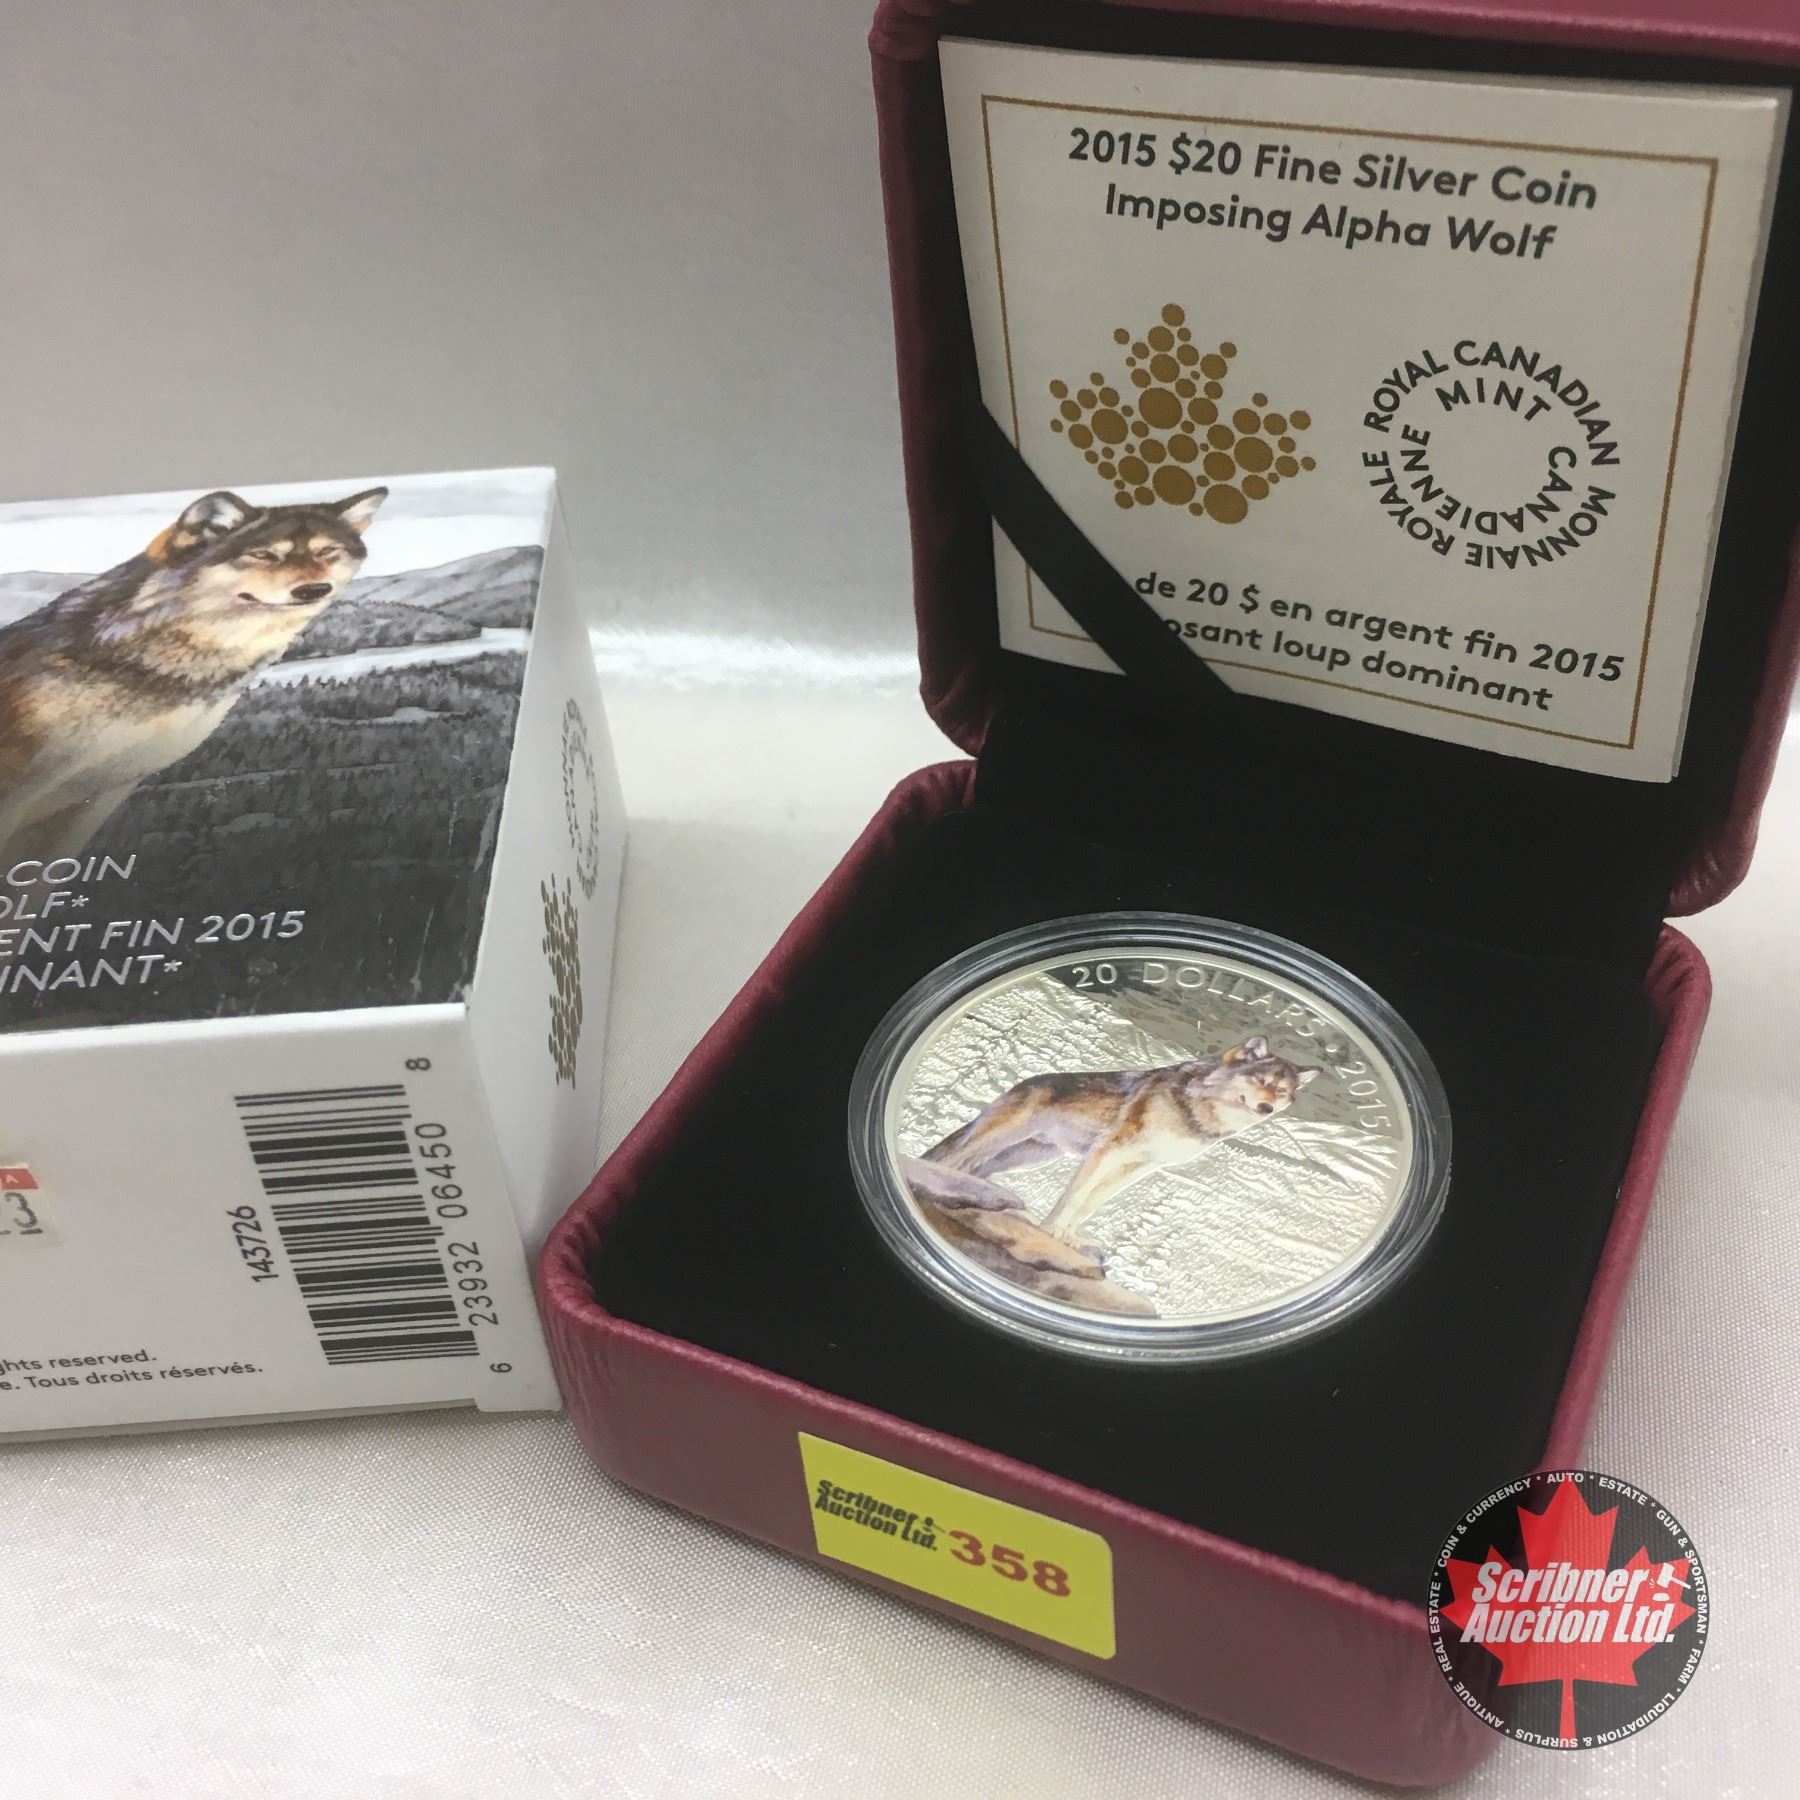 2015 $20 Fine Silver Coin
Imposing Alpha Wolf
ROYAL CANADIAN MINT
MONNAIE ROYALE CANADIENNE
de 20 $ en argent fin 2015
osant loup dominant
COIN
OLF*
ENT FIN 2015
INANT*
MONNAIE
143726
6 23932 06450 8
ghts reserved.
e. Tous droits réservés.
A
20 DOLLARS • 2015
Scribner
Auction Ltd. 358
REAL ESTATE * COIN & CURRENCY * AUTO * ESTATE * GUN & SPORTSMAN * FARM * LIQUIDATION & SURPLUS * ANTIQUE *
Scribner
Auction Ltd.